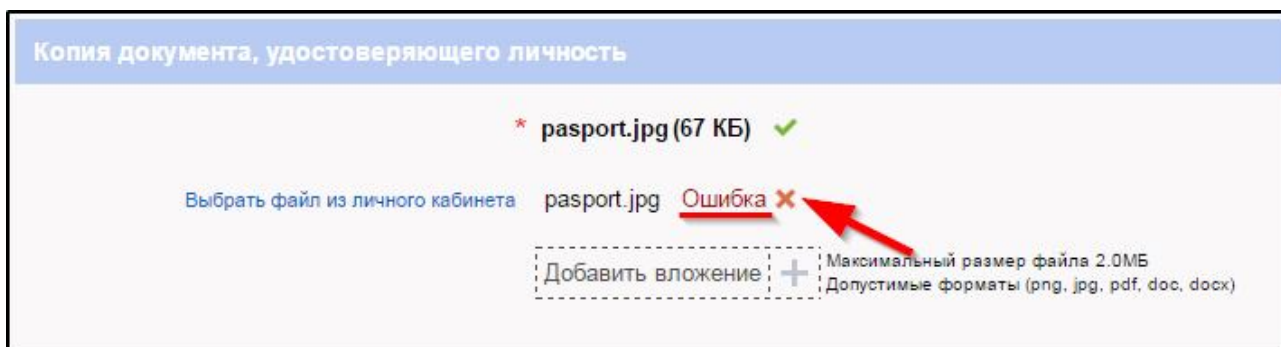 Копия документа, удостоверяющего личность
* pasport.jpg (67 КБ)
Выбрать файл из личного кабинета pasport.jpg Ошибка
Добавить вложение +
Максимальный размер файла 2.0МБ
Допустимые форматы (png, jpg, pdf, doc, docx)